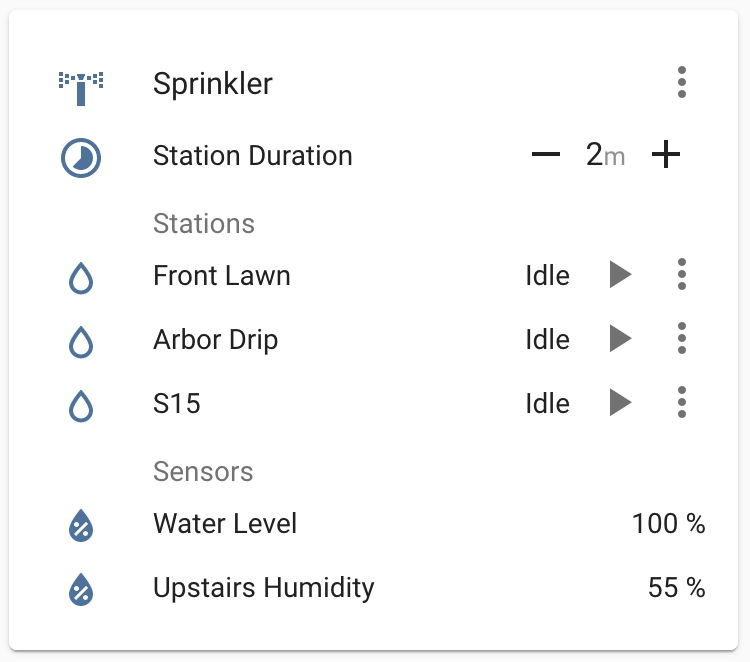 Sprinkler
Station Duration 2m
Stations
Front Lawn Idle
Arbor Drip Idle
S15 Idle
Sensors
Water Level 100 %
Upstairs Humidity 55 %